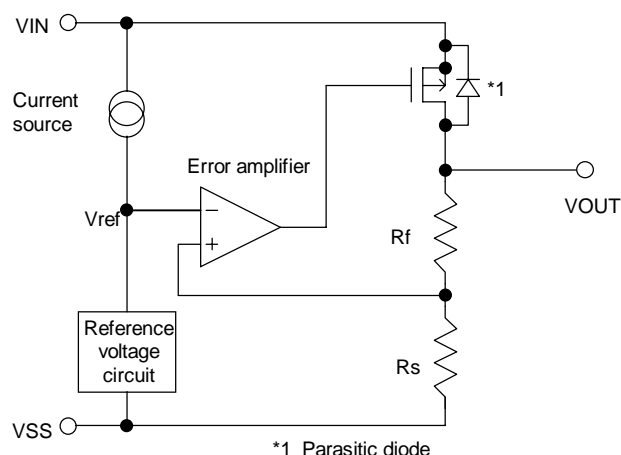 VIN
Current
source
*1
Error amplifier
Vref
−
+
VOUT
Rf
Reference
voltage
circuit
Rs
VSS
*1 Parasitic diode